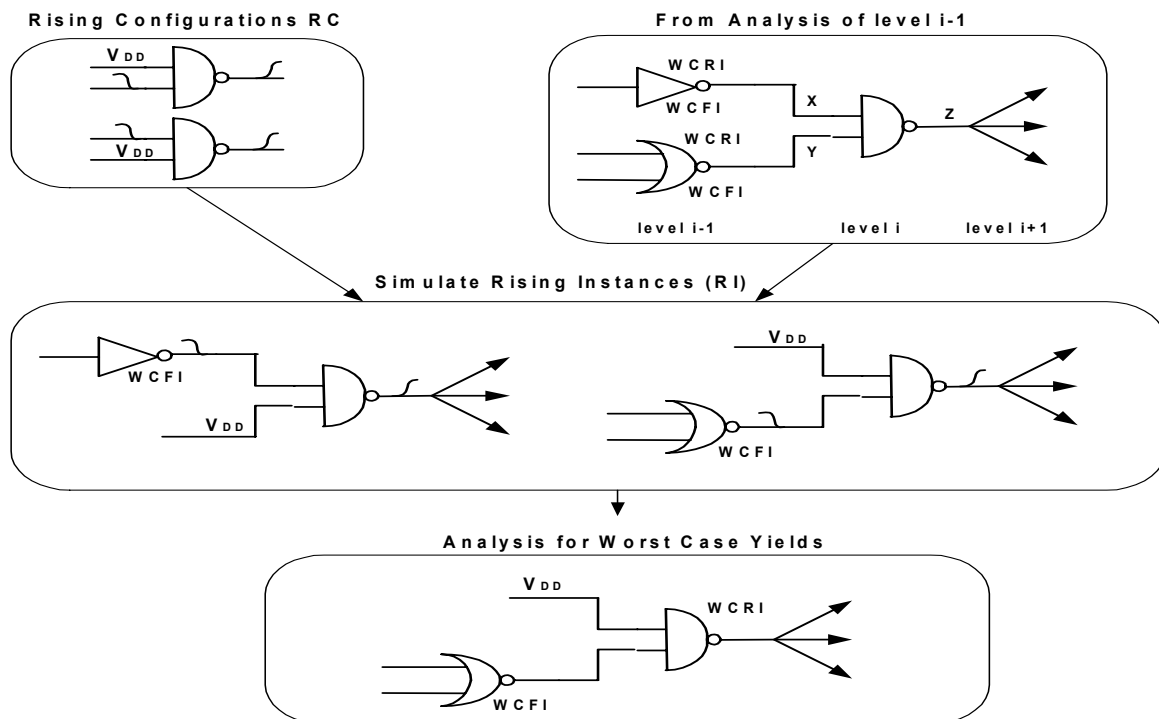 Rising Configurations RC
VDD
VDD
From Analysis of level i-1
WCRI
WCFI
X
Z
WCRI
Y
WCFI
level i-1
level i
level i+1
Simulate Rising Instances (RI)
WCFI
VDD
VDD
WCFI
Analysis for Worst Case Yields
VDD
WCRI
WCFI